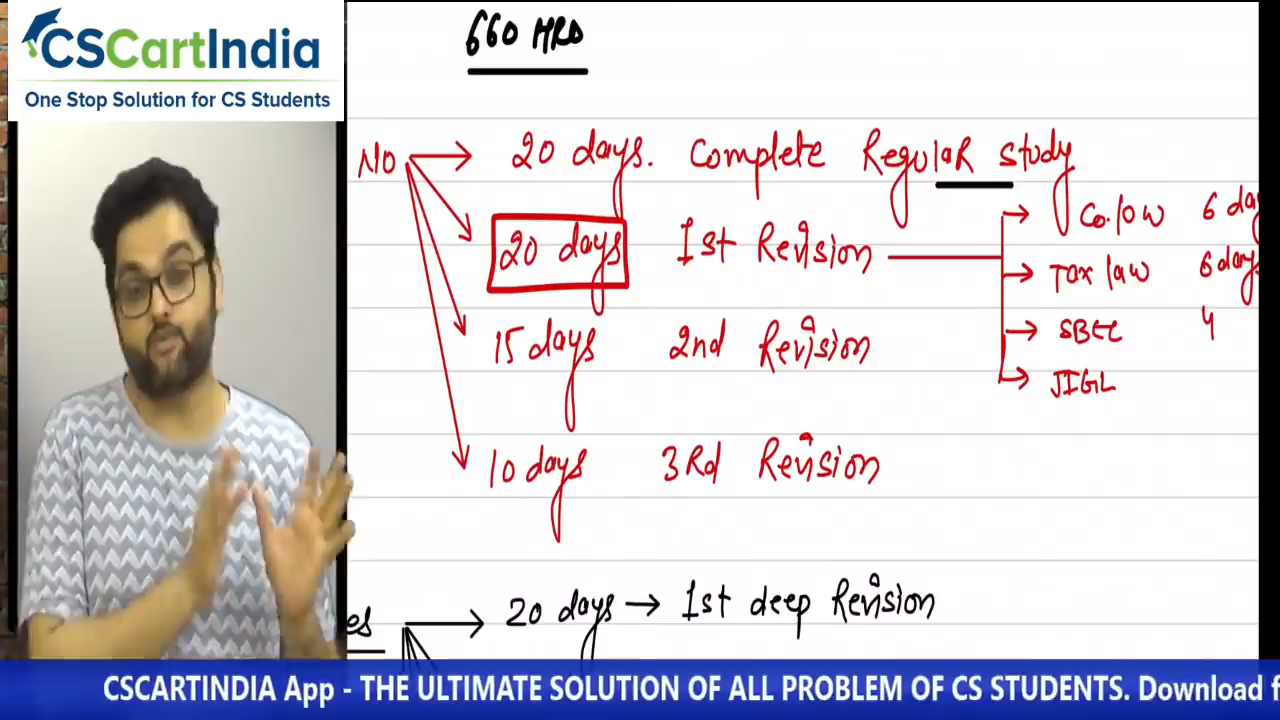 CSCartIndia
One Stop Solution for CS Students
660 HRS
NO → 20 days. Complete Regular study
20 days 1st Revision
→ Co. law 6 day
→ Tax law 6 days
→ SBEC 4
→ JIGL
15 days 2nd Revision
10 days 3Rd Revision
es → 20 days → 1st deep Revision
CSCARTINDIA App - THE ULTIMATE SOLUTION OF ALL PROBLEM OF CS STUDENTS. Download f